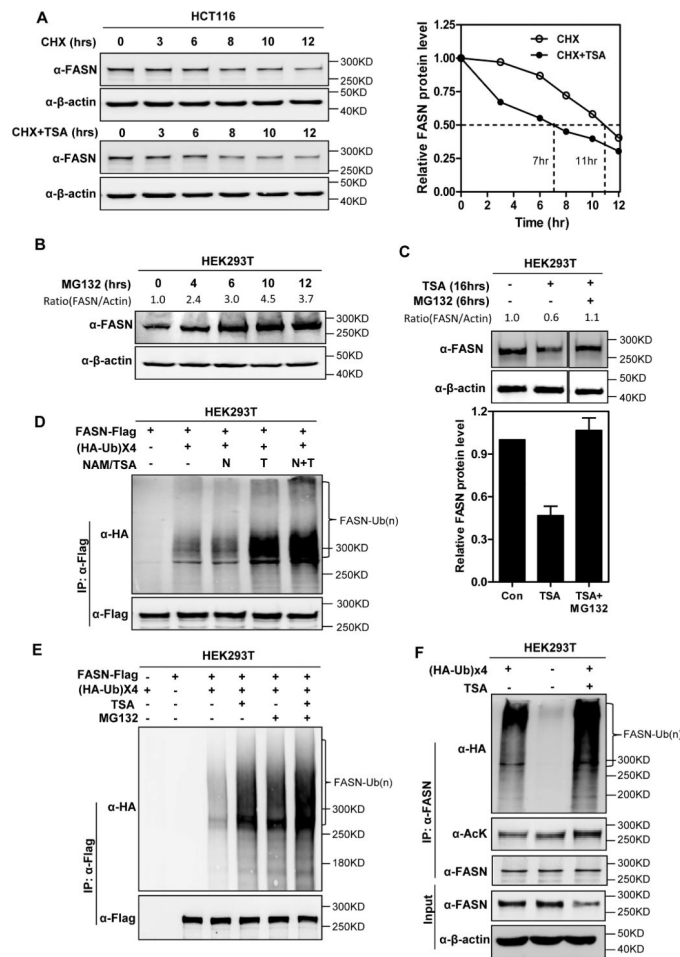 A
HCT116
CHX (hrs) 0 3 6 8 10 12
α-FASN
300KD
250KD
α-β-actin
50KD
40KD
CHX+TSA (hrs) 0 3 6 8 10 12
α-FASN
300KD
250KD
α-β-actin
50KD
40KD
Relative FASN protein level
1.25
1.00
0.75
0.50
0.25
0.00
CHX
CHX+TSA
7hr
11hr
0 2 4 6 8 10 12
Time (hr)
B
HEK293T
MG132 (hrs) 0 4 6 10 12
Ratio(FASN/Actin) 1.0 2.4 3.0 4.5 3.7
α-FASN
300KD
250KD
α-β-actin
50KD
40KD
C
HEK293T
TSA (16hrs) - + +
MG132 (6hrs) - - +
Ratio(FASN/Actin) 1.0 0.6 1.1
α-FASN
300KD
250KD
α-β-actin
50KD
40KD
Relative FASN protein level
1.2
0.9
0.6
0.3
0.0
Con TSA TSA+
MG132
D
HEK293T
FASN-Flag + + + + +
(HA-Ub)X4 - + + + +
NAM/TSA - - N T N+T
IP: α-Flag
α-HA
FASN-Ub(n)
300KD
250KD
α-Flag
300KD
250KD
E
HEK293T
FASN-Flag - + + + + +
(HA-Ub)X4 + - + + + +
TSA - - - + - +
MG132 - - - - + +
IP: α-Flag
α-HA
FASN-Ub(n)
300KD
250KD
180KD
α-Flag
300KD
250KD
F
HEK293T
(HA-Ub)x4 + - +
TSA - - +
IP: α-FASN
α-HA
FASN-Ub(n)
300KD
250KD
200KD
α-AcK
300KD
250KD
α-FASN
300KD
250KD
Input
α-FASN
300KD
250KD
α-β-actin
50KD
40KD